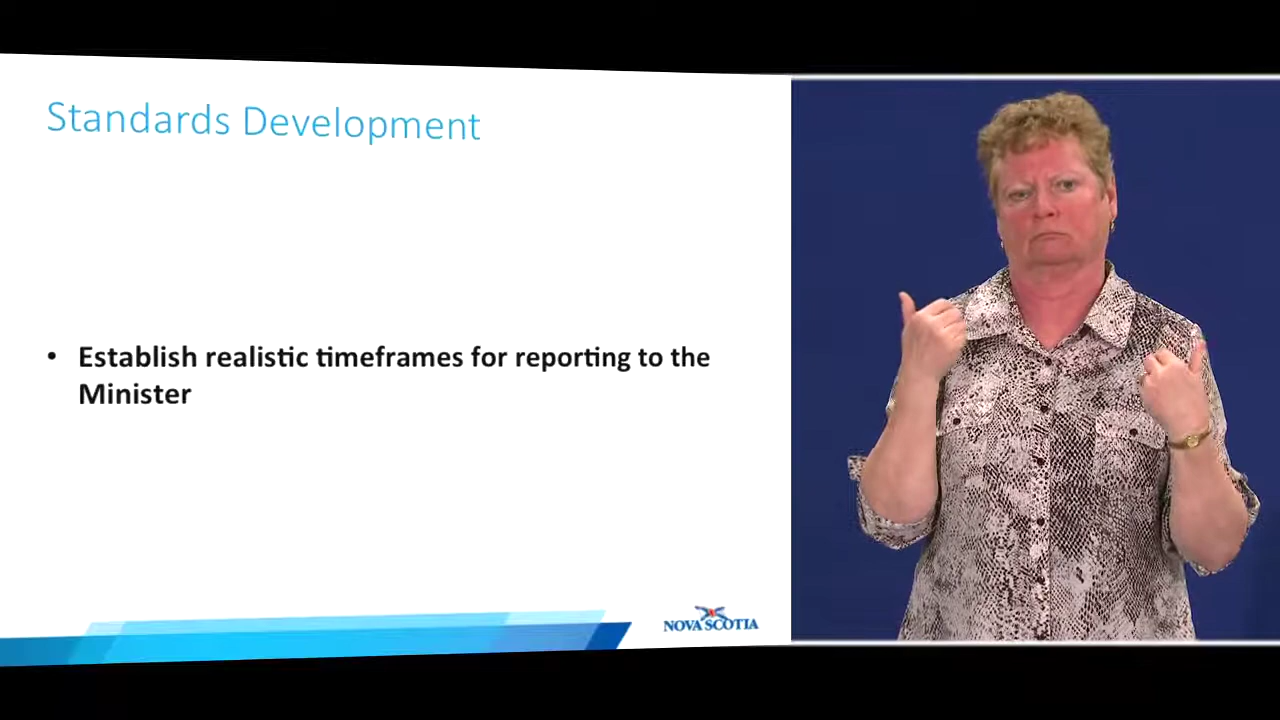 Standards Development
• Establish realistic timeframes for reporting to the
Minister
NOVA SCOTIA